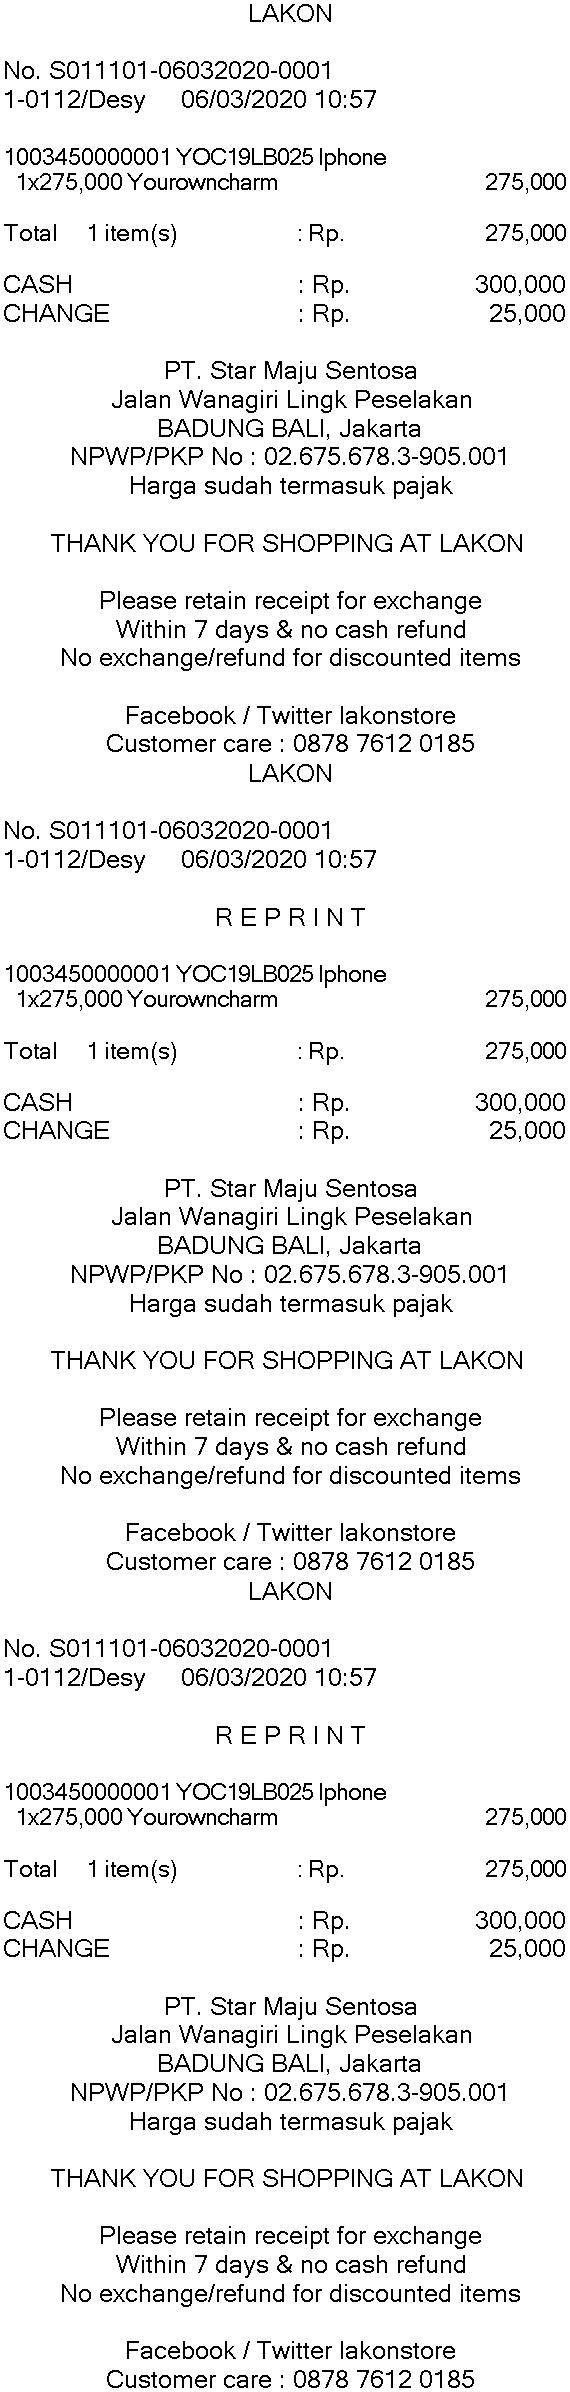 LAKON
No. S011101-06032020-0001
1-0112/Desy 06/03/2020 10:57
1003450000001 YOC19LB025 Iphone
1x275,000 Yourowncharm 275,000
Total 1 item(s) : Rp. 275,000
CASH : Rp. 300,000
CHANGE : Rp. 25,000
PT. Star Maju Sentosa
Jalan Wanagiri Lingk Peselakan
BADUNG BALI, Jakarta
NPWP/PKP No : 02.675.678.3-905.001
Harga sudah termasuk pajak
THANK YOU FOR SHOPPING AT LAKON
Please retain receipt for exchange
Within 7 days & no cash refund
No exchange/refund for discounted items
Facebook / Twitter lakonstore
Customer care : 0878 7612 0185
LAKON
No. S011101-06032020-0001
1-0112/Desy 06/03/2020 10:57
R E P R I N T
1003450000001 YOC19LB025 Iphone
1x275,000 Yourowncharm 275,000
Total 1 item(s) : Rp. 275,000
CASH : Rp. 300,000
CHANGE : Rp. 25,000
PT. Star Maju Sentosa
Jalan Wanagiri Lingk Peselakan
BADUNG BALI, Jakarta
NPWP/PKP No : 02.675.678.3-905.001
Harga sudah termasuk pajak
THANK YOU FOR SHOPPING AT LAKON
Please retain receipt for exchange
Within 7 days & no cash refund
No exchange/refund for discounted items
Facebook / Twitter lakonstore
Customer care : 0878 7612 0185
LAKON
No. S011101-06032020-0001
1-0112/Desy 06/03/2020 10:57
R E P R I N T
1003450000001 YOC19LB025 Iphone
1x275,000 Yourowncharm 275,000
Total 1 item(s) : Rp. 275,000
CASH : Rp. 300,000
CHANGE : Rp. 25,000
PT. Star Maju Sentosa
Jalan Wanagiri Lingk Peselakan
BADUNG BALI, Jakarta
NPWP/PKP No : 02.675.678.3-905.001
Harga sudah termasuk pajak
THANK YOU FOR SHOPPING AT LAKON
Please retain receipt for exchange
Within 7 days & no cash refund
No exchange/refund for discounted items
Facebook / Twitter lakonstore
Customer care : 0878 7612 0185